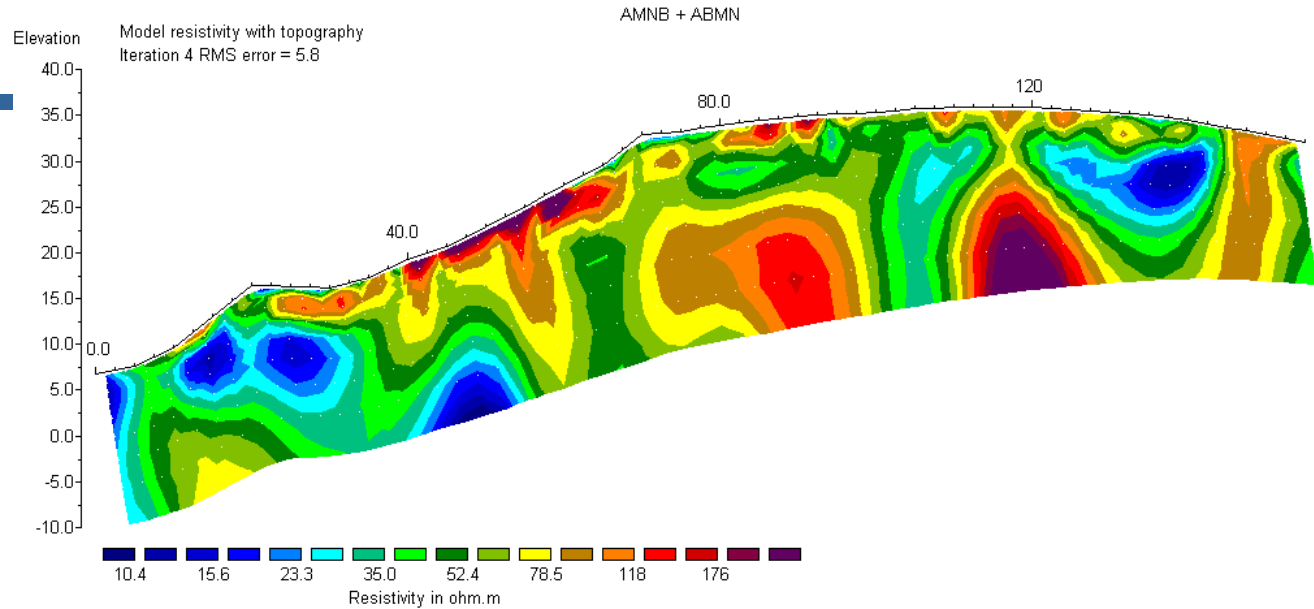 AMNB + ABMN
Model resistivity with topography
Elevation
Iteration 4 RMS error = 5.8
40.0
35.0
30.0
25.0
20.0
15.0
10.0
5.0
0.0
-5.0
-10.0
0.0
40.0
80.0
120
10.4 15.6 23.3 35.0 52.4 78.5 118 176
Resistivity in ohm.m